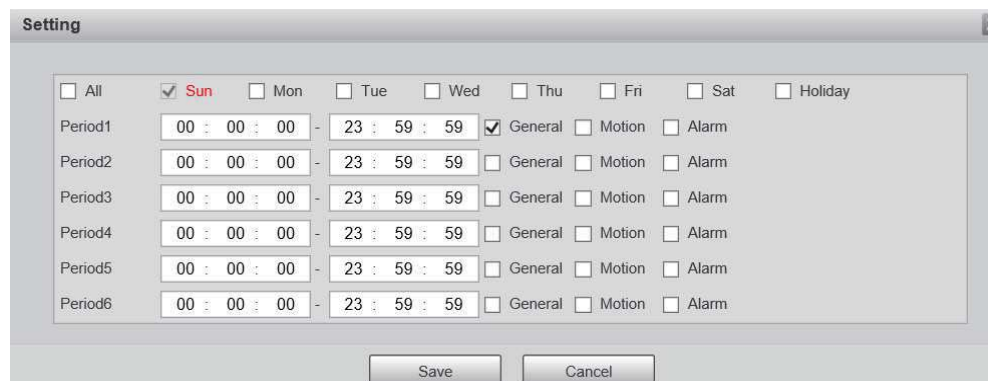 Setting
All Sun Mon Tue Wed Thu Fri Sat Holiday
Period1 00 : 00 : 00 - 23 : 59 : 59 General Motion Alarm
Period2 00 : 00 : 00 - 23 : 59 : 59 General Motion Alarm
Period3 00 : 00 : 00 - 23 : 59 : 59 General Motion Alarm
Period4 00 : 00 : 00 - 23 : 59 : 59 General Motion Alarm
Period5 00 : 00 : 00 - 23 : 59 : 59 General Motion Alarm
Period6 00 : 00 : 00 - 23 : 59 : 59 General Motion Alarm
Save Cancel